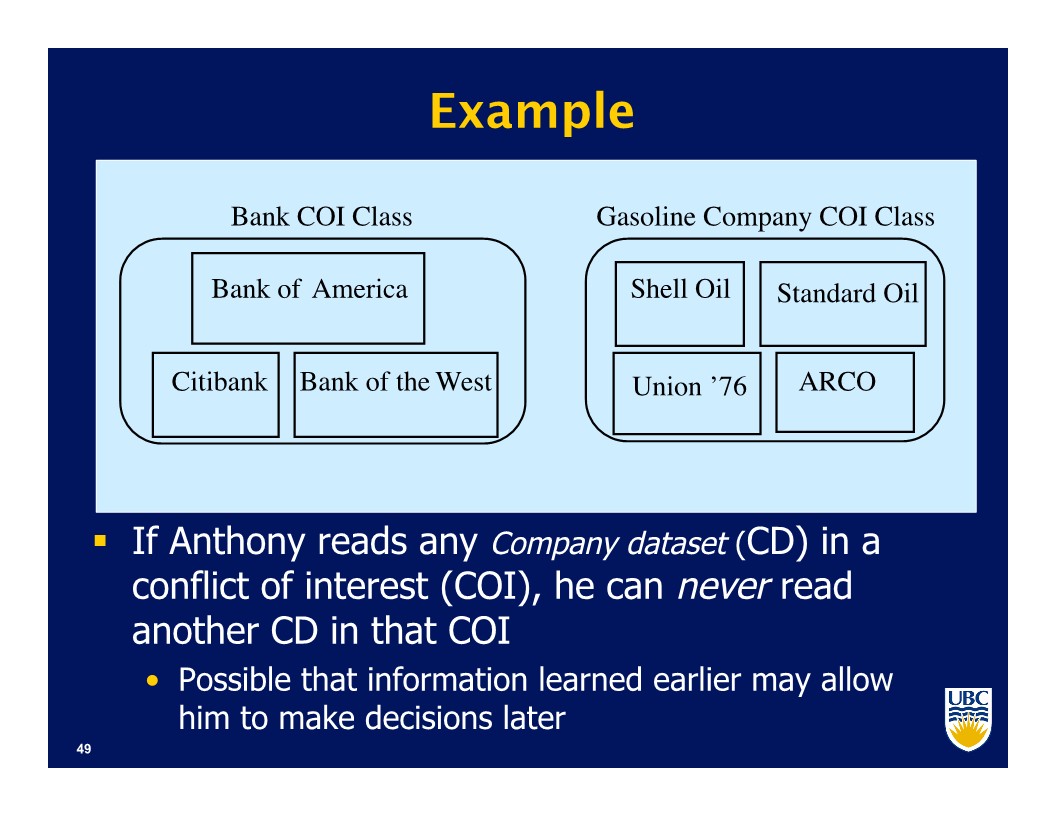 Example
Bank COI Class
Gasoline Company COI Class
Bank of America
Shell Oil
Standard Oil
Citibank
Bank of the West
Union ’76
ARCO
▪ If Anthony reads any Company dataset (CD) in a
conflict of interest (COI), he can never read
another CD in that COI
• Possible that information learned earlier may allow
him to make decisions later
UBC
49